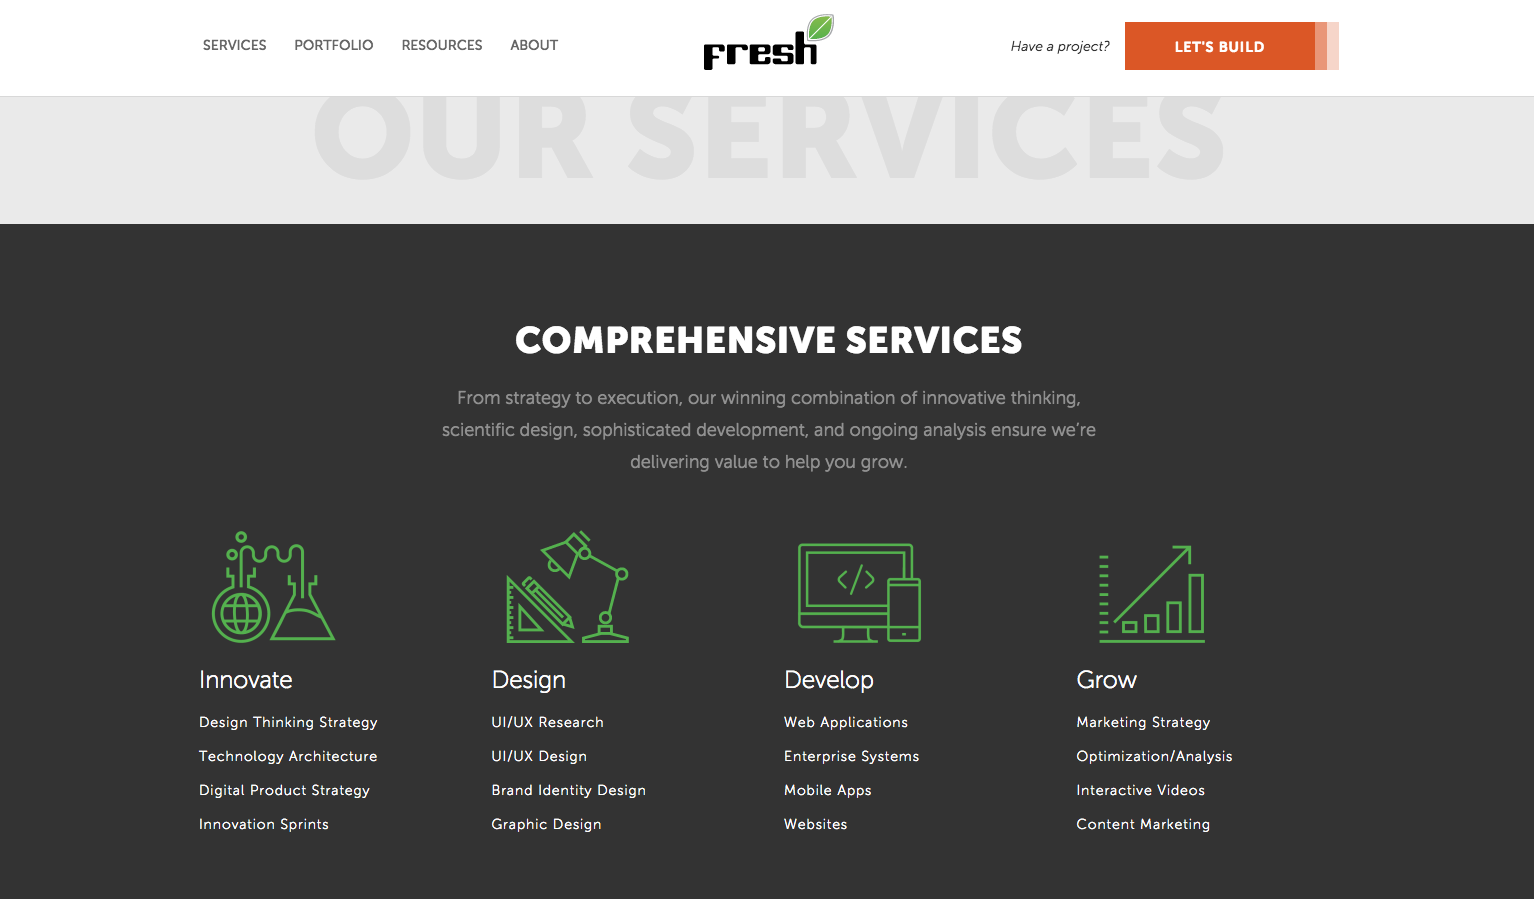 SERVICES PORTFOLIO RESOURCES ABOUT
fresh
Have a project? LET'S BUILD
OUR SERVICES
COMPREHENSIVE SERVICES
From strategy to execution, our winning combination of innovative thinking,
scientific design, sophisticated development, and ongoing analysis ensure we’re
delivering value to help you grow.
</>
Innovate
Design Thinking Strategy
Technology Architecture
Digital Product Strategy
Innovation Sprints
Design
UI/UX Research
UI/UX Design
Brand Identity Design
Graphic Design
Develop
Web Applications
Enterprise Systems
Mobile Apps
Websites
Grow
Marketing Strategy
Optimization/Analysis
Interactive Videos
Content Marketing